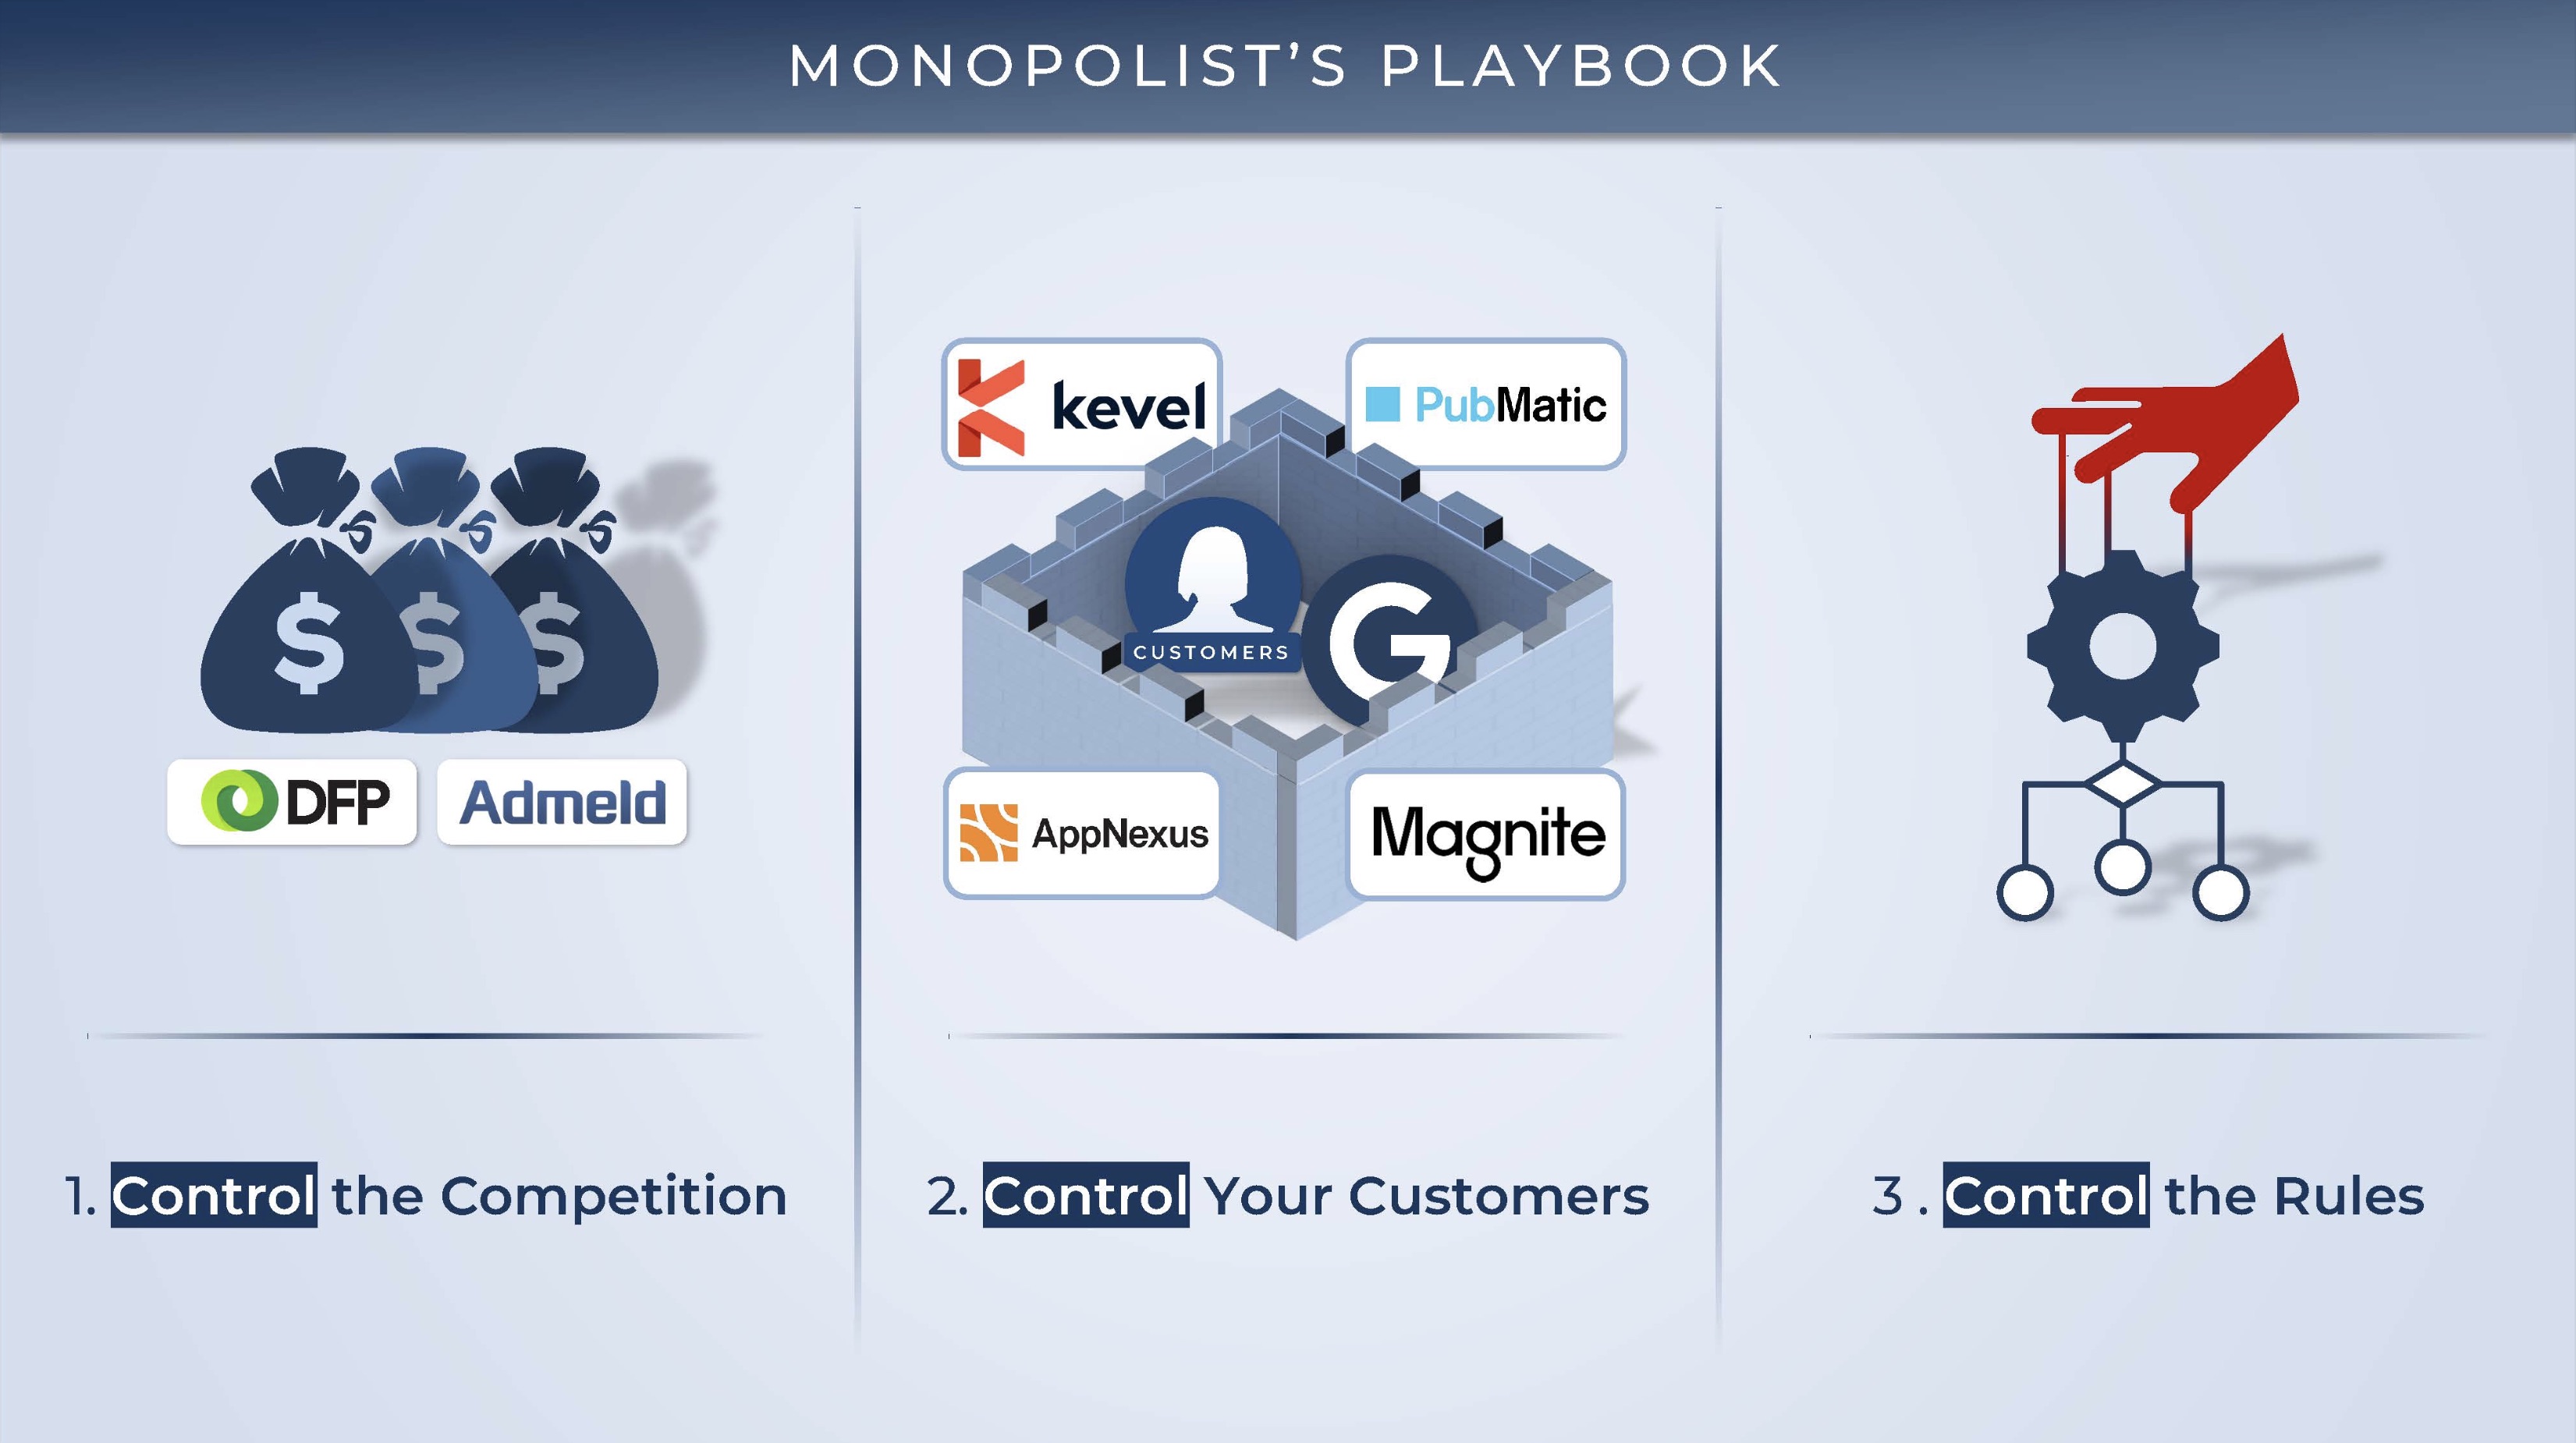 MONOPOLIST'S PLAYBOOK
$ $ $
DFP
Admeld
kevel
PubMatic
CUSTOMERS
G
AppNexus
Magnite
1. Control the Competition
2. Control Your Customers
3 . Control the Rules